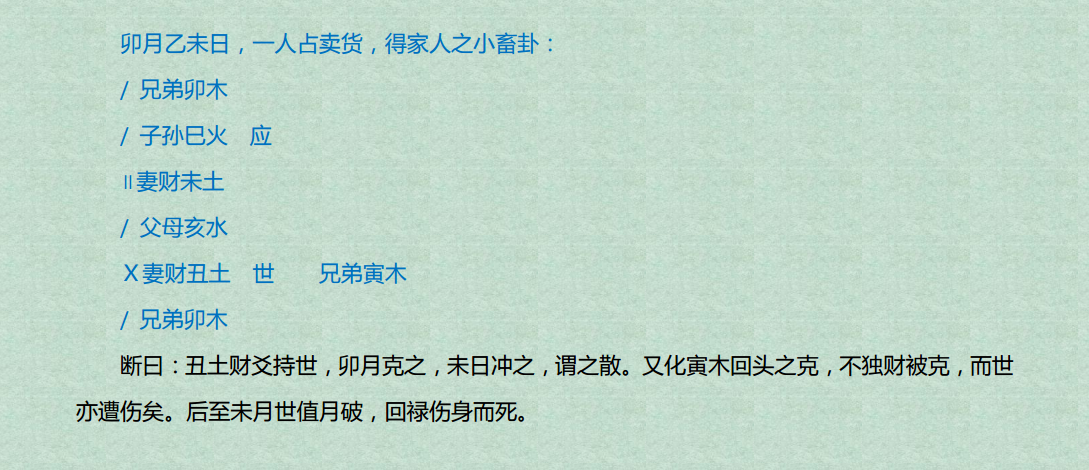 卯月乙未日，一人占卖货，得家人之小畜卦：
/ 兄弟卯木
/ 子孙巳火　应
〃妻财未土
/ 父母亥水
Ⅹ妻财丑土　世　　兄弟寅木
/ 兄弟卯木
断曰：丑土财爻持世，卯月克之，未日冲之，谓之散。又化寅木回头之克，不独财被克，而世
亦遭伤矣。后至未月世值月破，回禄伤身而死。